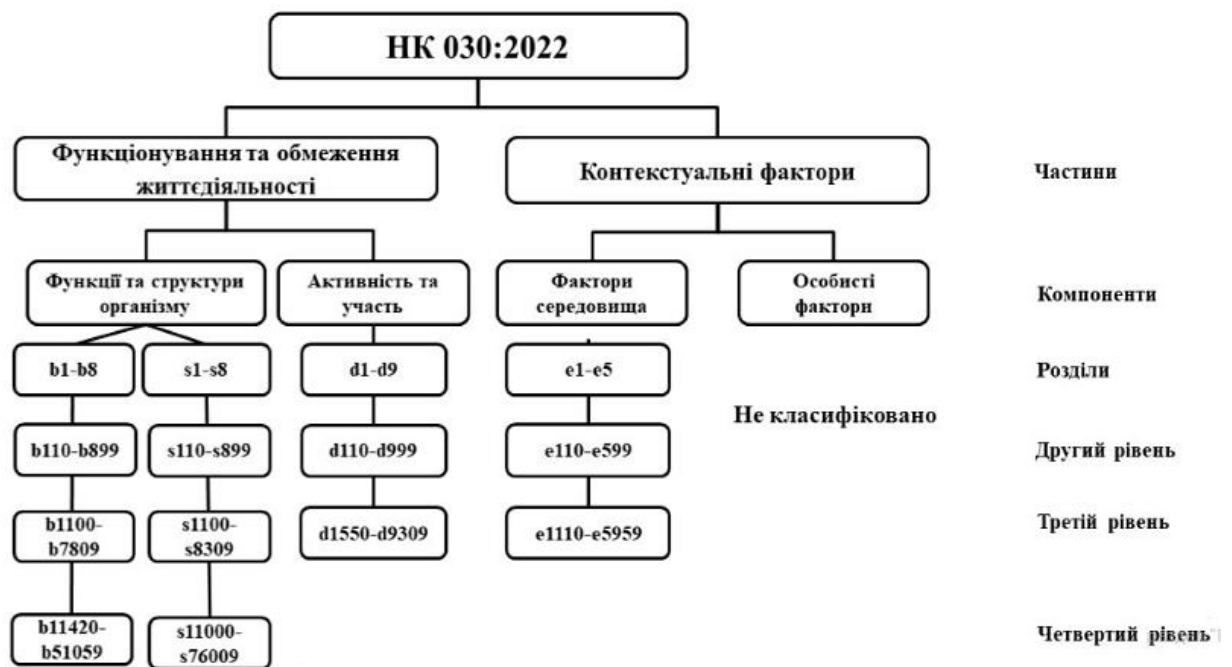 НК 030:2022
Функціонування та обмеження
життєдіяльності
Контекстуальні фактори
Частини
Функції та структури
організму
Активність та
участь
Фактори
середовища
Особисті
фактори
Компоненти
b1-b8
s1-s8
d1-d9
e1-e5
Розділи
Не класифіковано
b110-b899
s110-s899
d110-d999
e110-e599
Другий рівень
b1100-
b7809
s1100-
s8309
d1550-d9309
e1110-e5959
Третій рівень
b11420-
b51059
s11000-
s76009
Четвертий рівень